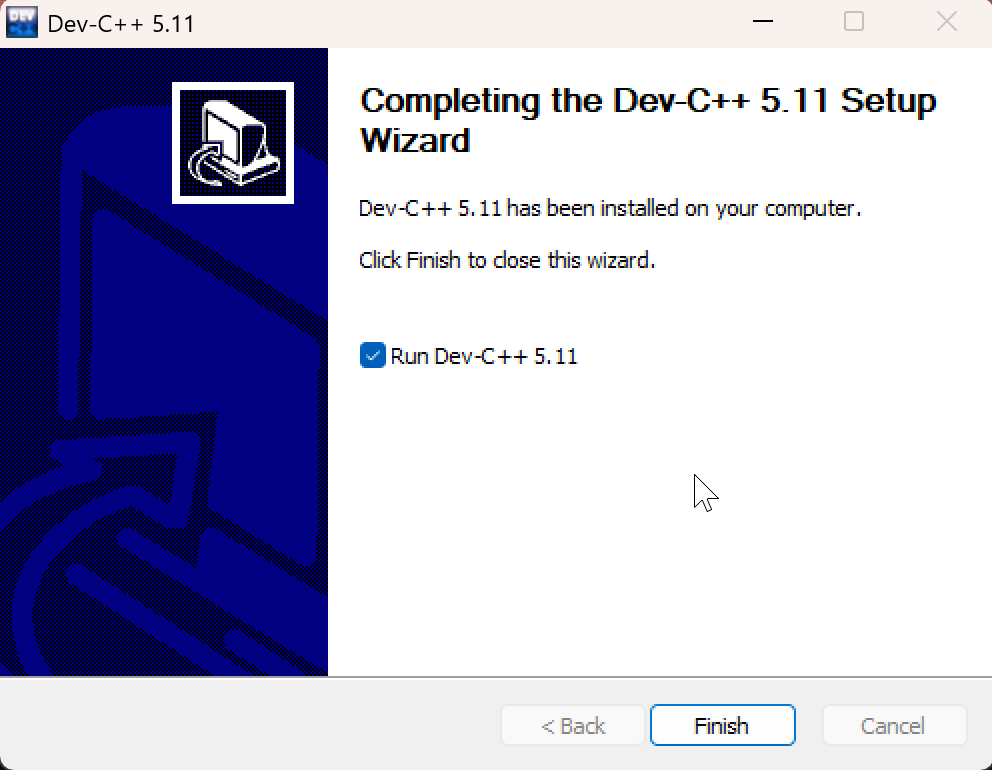 Dev-C++ 5.11
Completing the Dev-C++ 5.11 Setup
Wizard
Dev-C++ 5.11 has been installed on your computer.
Click Finish to close this wizard.
Run Dev-C++ 5.11
< Back
Finish
Cancel